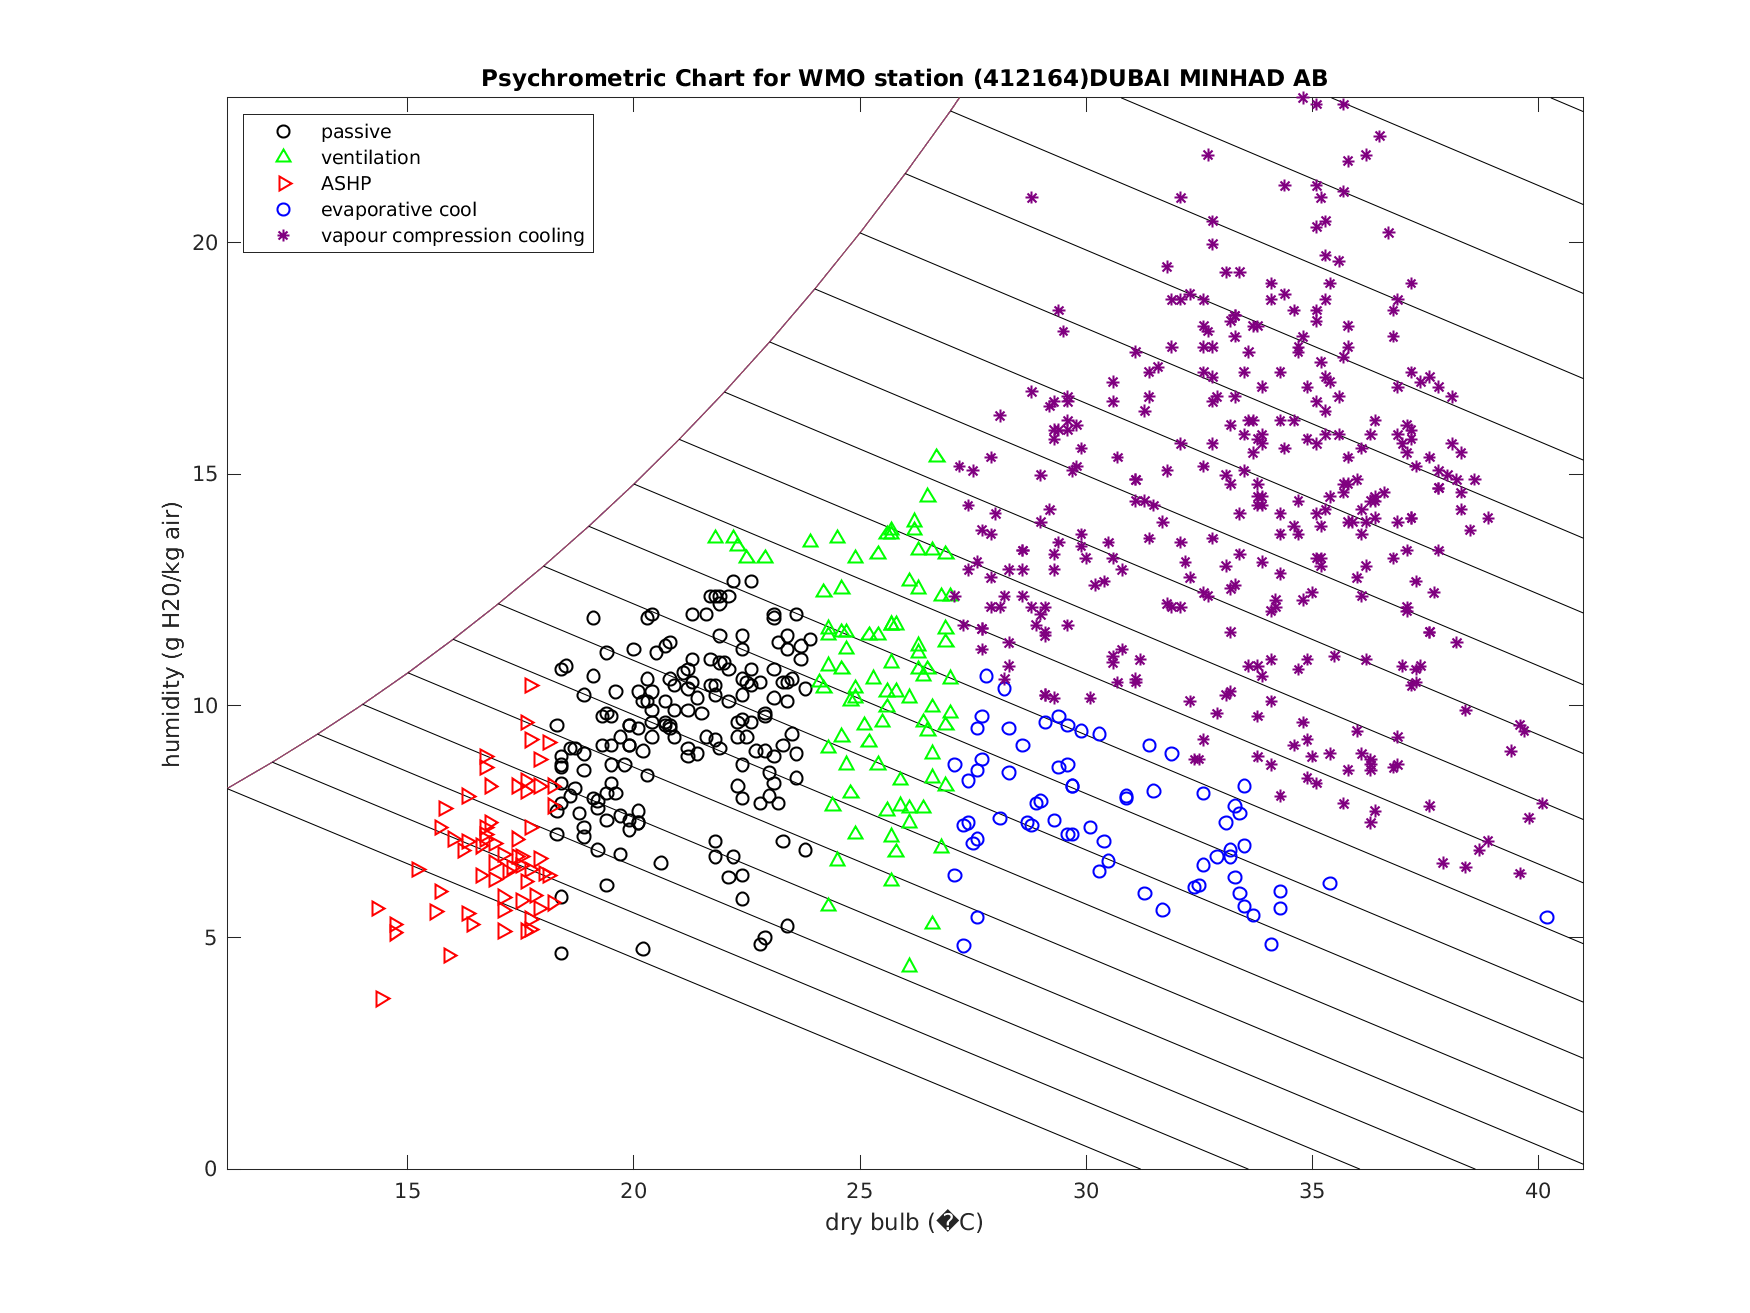 Psychrometric Chart for WMO station (412164)DUBAI MINHAD AB
passive
ventilation
ASHP
evaporative cool
vapour compression cooling
20
15
10
5
0
humidity (g H20/kg air)
15 20 25 30 35 40
dry bulb (�C)